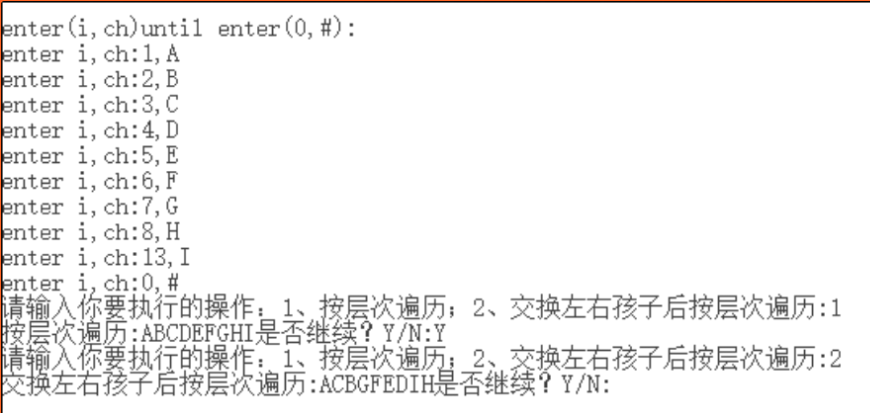 enter(i,ch)until enter(0,#):
enter i,ch:1,A
enter i,ch:2,B
enter i,ch:3,C
enter i,ch:4,D
enter i,ch:5,E
enter i,ch:6,F
enter i,ch:7,G
enter i,ch:8,H
enter i,ch:13,I
enter i,ch:0,#
请输入你要执行的操作：1、按层次遍历；2、交换左右孩子后按层次遍历:1
按层次遍历:ABCDEFGHI是否继续？Y/N:Y
请输入你要执行的操作：1、按层次遍历；2、交换左右孩子后按层次遍历:2
交换左右孩子后按层次遍历:ACBGFEDIH是否继续？Y/N: